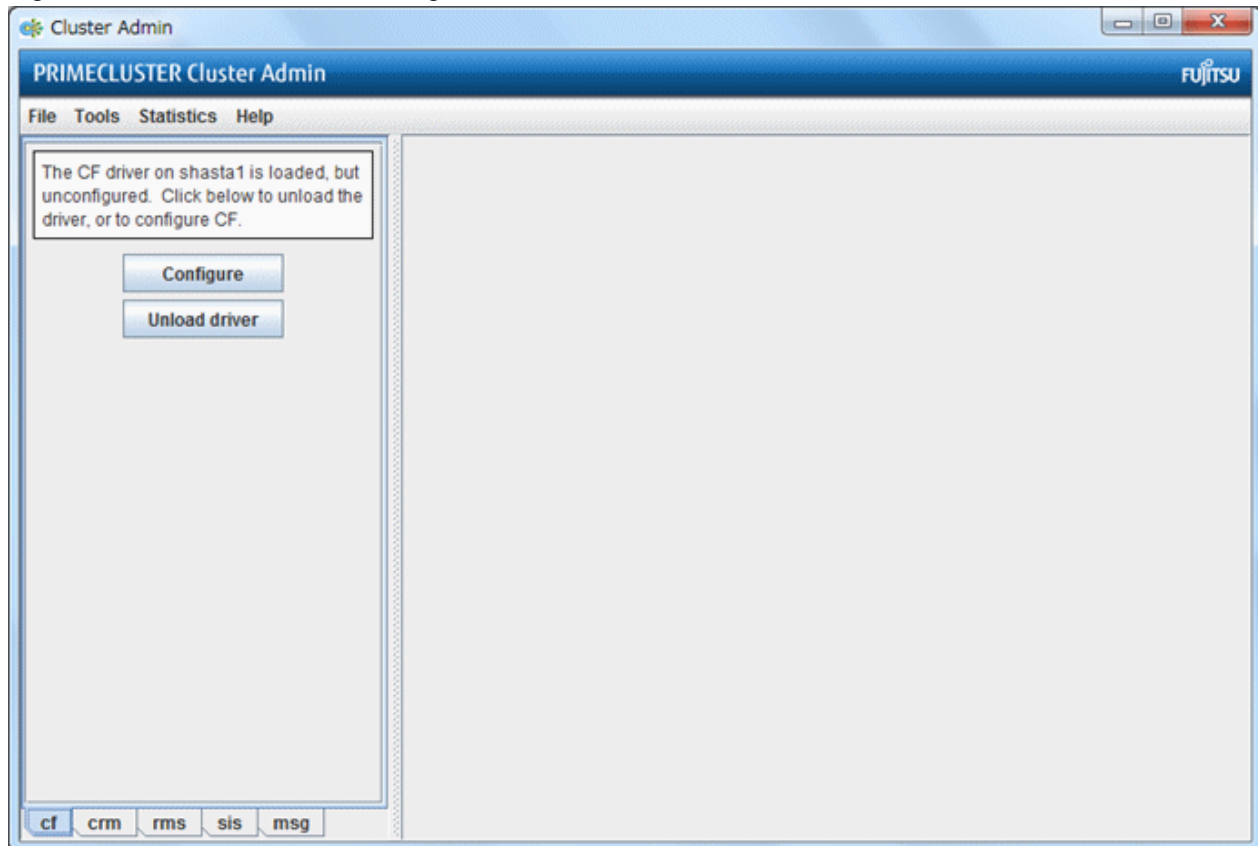 Cluster Admin
PRIMECLUSTER Cluster Admin
FUJITSU
File Tools Statistics Help
The CF driver on shasta1 is loaded, but
unconfigured. Click below to unload the
driver, or to configure CF.
Configure
Unload driver
cf crm rms sis msg